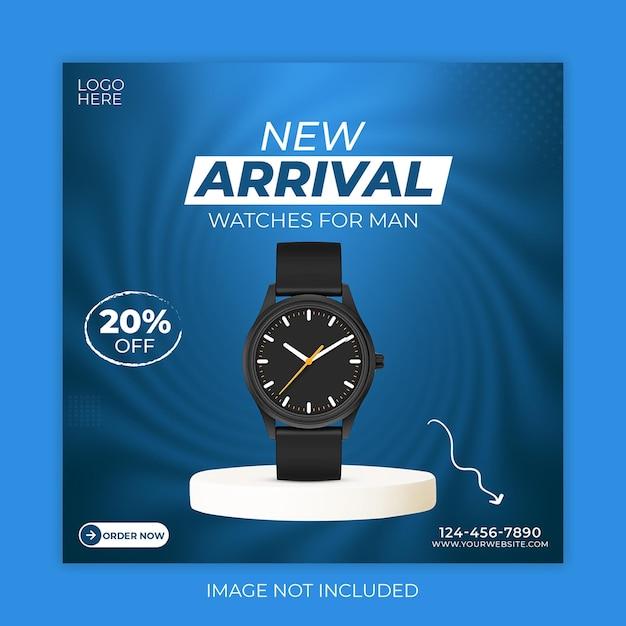 LOGO
HERE
NEW
ARRIVAL
WATCHES FOR MAN
20%
OFF
ORDER NOW
124-456-7890
WWW.YOURWEBSITE.COM
IMAGE NOT INCLUDED